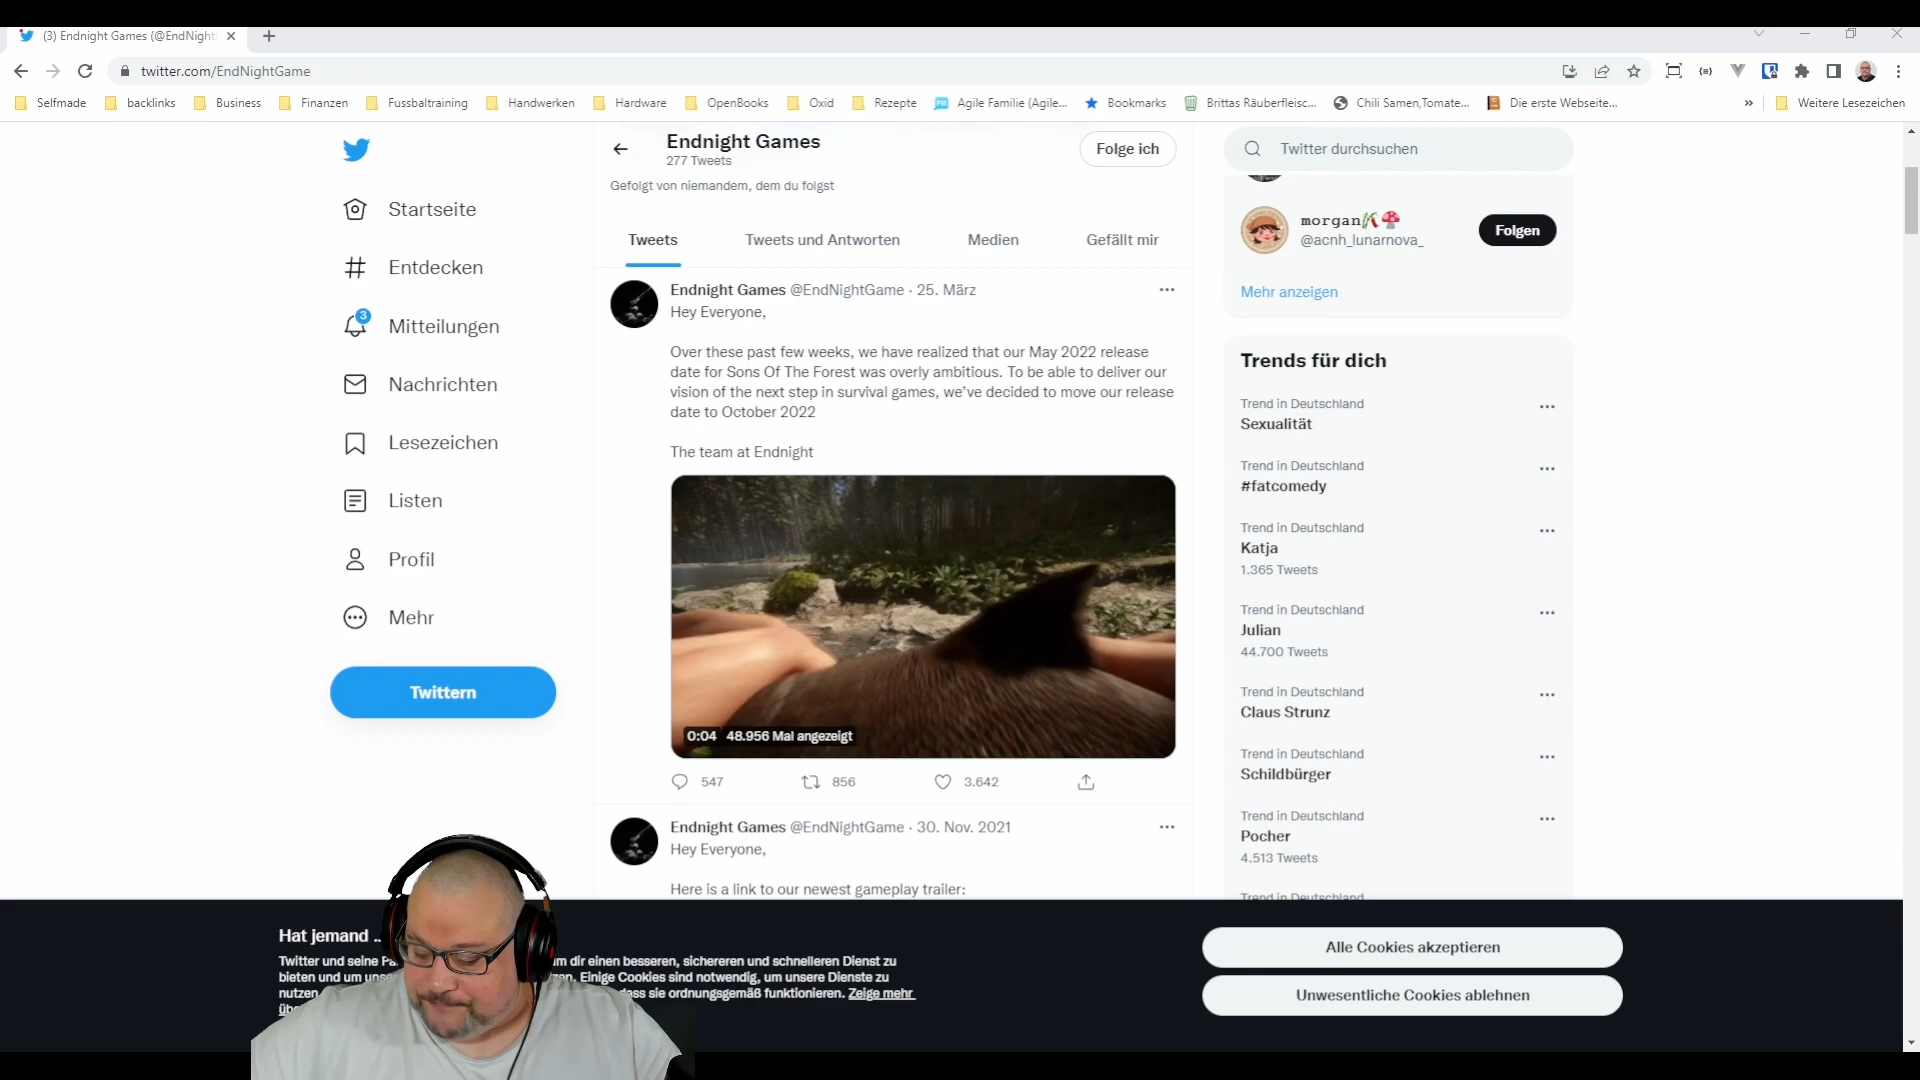 (3) Endnight Games (@EndNight
twitter.com/EndNightGame
Selfmade
backlinks
Business
Finanzen
Fussbaltraining
Handwerken
Hardware
OpenBooks
Oxid
Rezepte
Agile Familie (Agile...
Bookmarks
Brittas Räuberfleisc...
Chili Samen,Tomate...
Die erste Webseite...
»
Weitere Lesezeichen
Startseite
Entdecken
3
Mitteilungen
Nachrichten
Lesezeichen
Listen
Profil
Mehr
Twittern
Endnight Games
277 Tweets
Folge ich
Gefolgt von niemandem, dem du folgst
Tweets
Tweets und Antworten
Medien
Gefällt mir
Endnight Games @EndNightGame · 25. März
Hey Everyone,
Over these past few weeks, we have realized that our May 2022 release
date for Sons Of The Forest was overly ambitious. To be able to deliver our
vision of the next step in survival games, we've decided to move our release
date to October 2022
The team at Endnight
0:04 48.956 Mal angezeigt
547
856
3.642
Endnight Games @EndNightGame · 30. Nov. 2021
Hey Everyone,
Here is a link to our newest gameplay trailer:
Twitter durchsuchen
morgan
@acnh_lunarnova_
Folgen
Mehr anzeigen
Trends für dich
Trend in Deutschland
Sexualität
Trend in Deutschland
#fatcomedy
Trend in Deutschland
Katja
1.365 Tweets
Trend in Deutschland
Julian
44.700 Tweets
Trend in Deutschland
Claus Strunz
Trend in Deutschland
Schildbürger
Trend in Deutschland
Pocher
4.513 Tweets
Trend in Deutschland
Hat jemand ..
Twitter und seine Pa m dir einen besseren, sichereren und schnelleren Dienst zu
bieten und um uns zen. Einige Cookies sind notwendig, um unsere Dienste zu
nutzen dass sie ordnungsgemäß funktionieren. Zeige mehr
üb
Alle Cookies akzeptieren
Unwesentliche Cookies ablehnen